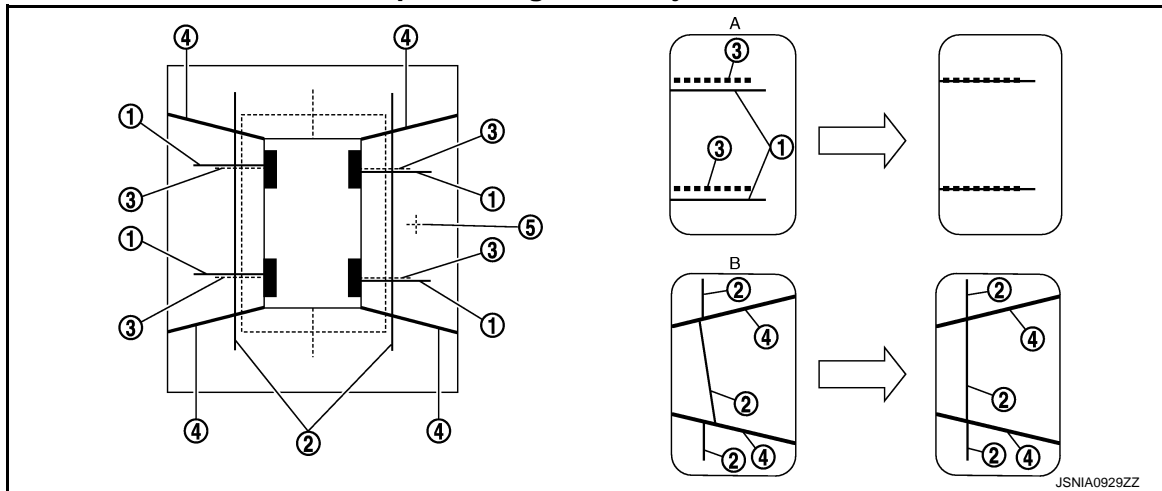 A
④ ④ ③
① ③
③ ③ ①
① ⑤
① ③ B
③ ① ② ②
④ ④
② ②
④ ② ④ ② ④ ② ④
JSNIA0929ZZ